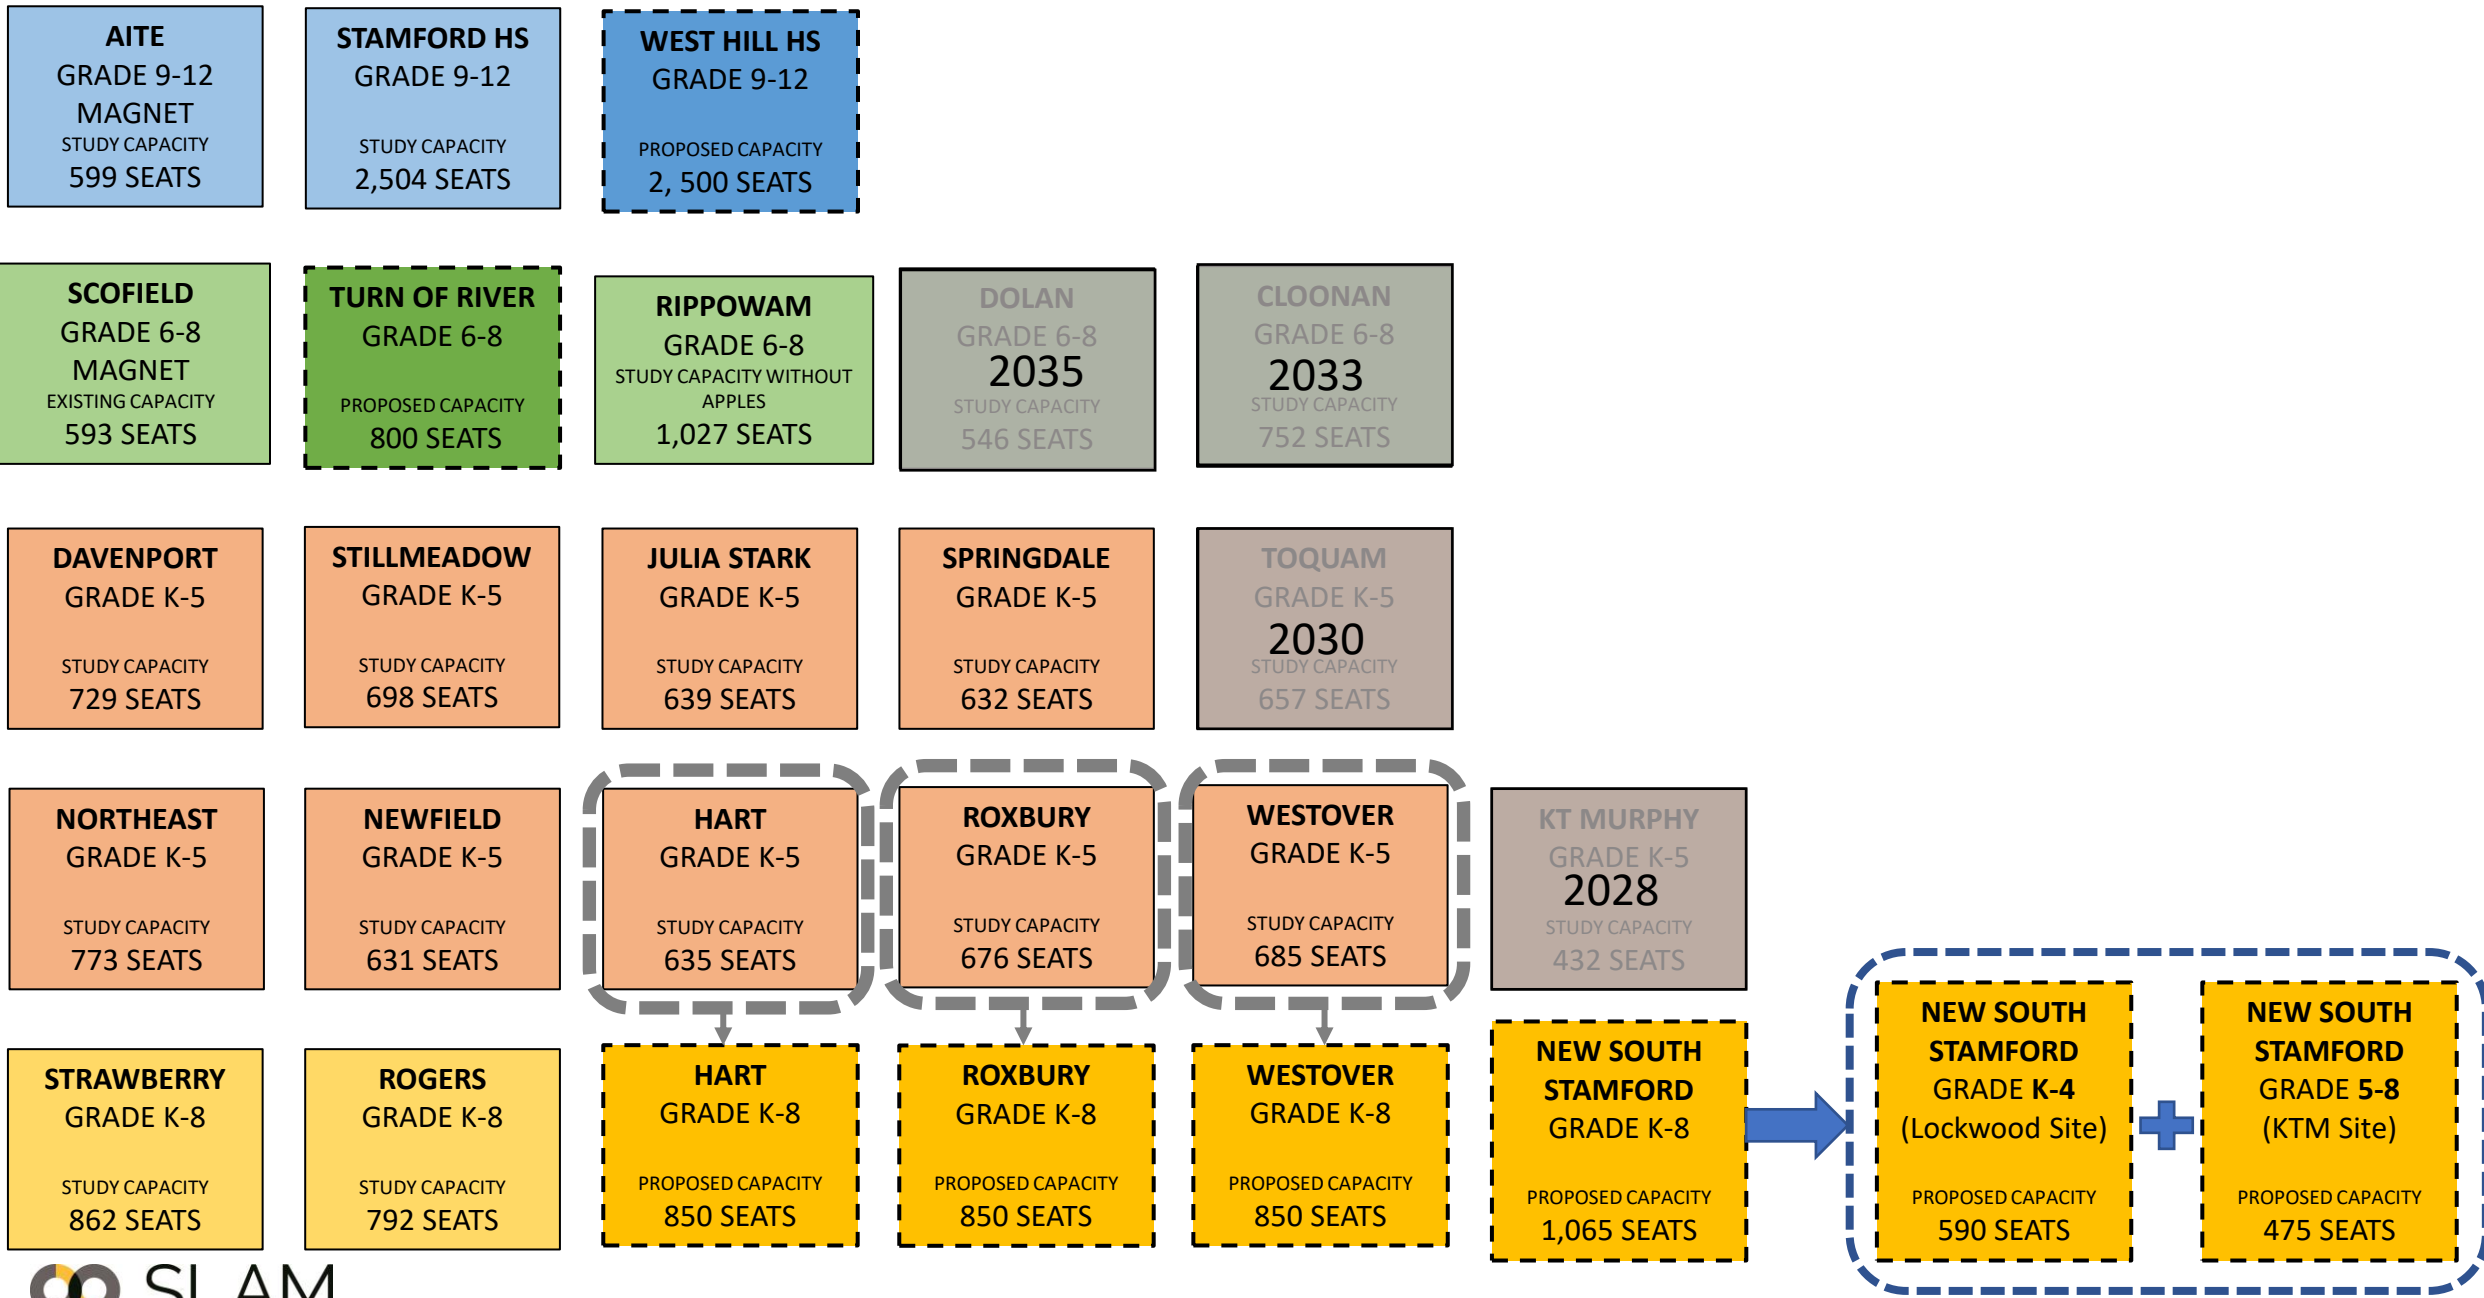 AITE
GRADE 9-12
MAGNET
STUDY CAPACITY
599 SEATS
STAMFORD HS
GRADE 9-12
STUDY CAPACITY
2,504 SEATS
WEST HILL HS
GRADE 9-12
PROPOSED CAPACITY
2, 500 SEATS
SCOFIELD
GRADE 6-8
MAGNET
EXISTING CAPACITY
593 SEATS
TURN OF RIVER
GRADE 6-8
PROPOSED CAPACITY
800 SEATS
RIPPOWAM
GRADE 6-8
STUDY CAPACITY WITHOUT
APPLES
1,027 SEATS
DOLAN
GRADE 6-8
2035
STUDY CAPACITY
546 SEATS
CLOONAN
GRADE 6-8
2033
STUDY CAPACITY
752 SEATS
DAVENPORT
GRADE K-5
STUDY CAPACITY
729 SEATS
STILLMEADOW
GRADE K-5
STUDY CAPACITY
698 SEATS
JULIA STARK
GRADE K-5
STUDY CAPACITY
639 SEATS
SPRINGDALE
GRADE K-5
STUDY CAPACITY
632 SEATS
TOQUAM
GRADE K-5
2030
STUDY CAPACITY
657 SEATS
NORTHEAST
GRADE K-5
STUDY CAPACITY
773 SEATS
NEWFIELD
GRADE K-5
STUDY CAPACITY
631 SEATS
HART
GRADE K-5
STUDY CAPACITY
635 SEATS
ROXBURY
GRADE K-5
STUDY CAPACITY
676 SEATS
WESTOVER
GRADE K-5
STUDY CAPACITY
685 SEATS
KT MURPHY
GRADE K-5
2028
STUDY CAPACITY
432 SEATS
STRAWBERRY
GRADE K-8
STUDY CAPACITY
862 SEATS
ROGERS
GRADE K-8
STUDY CAPACITY
792 SEATS
HART
GRADE K-8
PROPOSED CAPACITY
850 SEATS
ROXBURY
GRADE K-8
PROPOSED CAPACITY
850 SEATS
WESTOVER
GRADE K-8
PROPOSED CAPACITY
850 SEATS
NEW SOUTH
STAMFORD
GRADE K-8
PROPOSED CAPACITY
1,065 SEATS
NEW SOUTH
STAMFORD
GRADE K-4
(Lockwood Site)
PROPOSED CAPACITY
590 SEATS
NEW SOUTH
STAMFORD
GRADE 5-8
(KTM Site)
PROPOSED CAPACITY
475 SEATS
SLAM